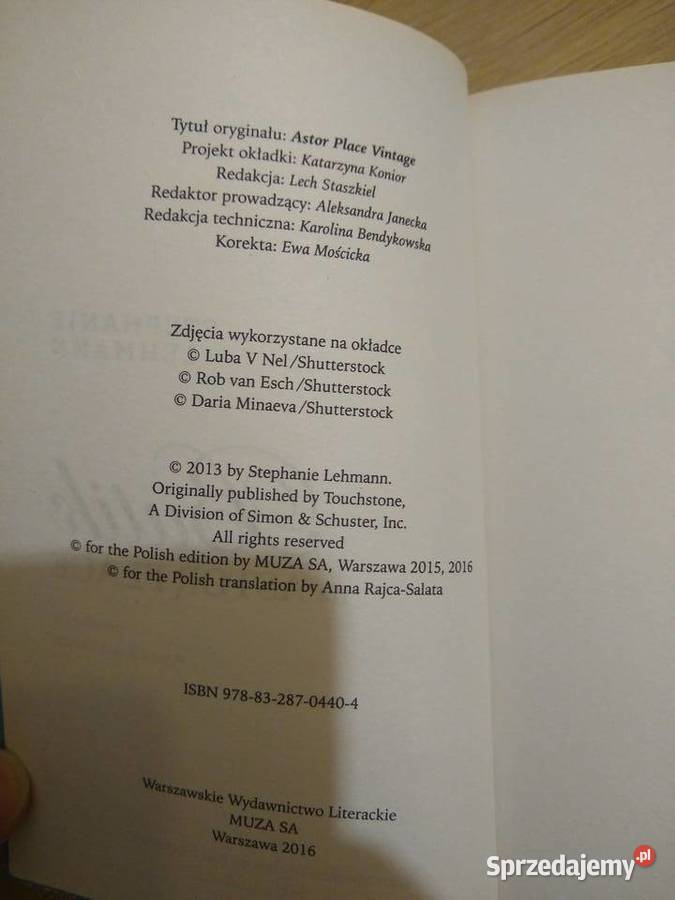 Tytuł oryginału: Astor Place Vintage
Projekt okładki: Katarzyna Konior
Redakcja: Lech Staszkiel
Redaktor prowadzący: Aleksandra Janecka
Redakcja techniczna: Karolina Bendykowska
Korekta: Ewa Mościcka
Zdjęcia wykorzystane na okładce
© Luba V Nel/Shutterstock
© Rob van Esch/Shutterstock
© Daria Minaeva/Shutterstock
© 2013 by Stephanie Lehmann.
Originally published by Touchstone,
A Division of Simon & Schuster, Inc.
All rights reserved
© for the Polish edition by MUZA SA, Warszawa 2015, 2016
© for the Polish translation by Anna Rajca-Salata
ISBN 978-83-287-0440-4
Warszawskie Wydawnictwo Literackie
MUZA SA
Warszawa 2016
Sprzedajemy.pl